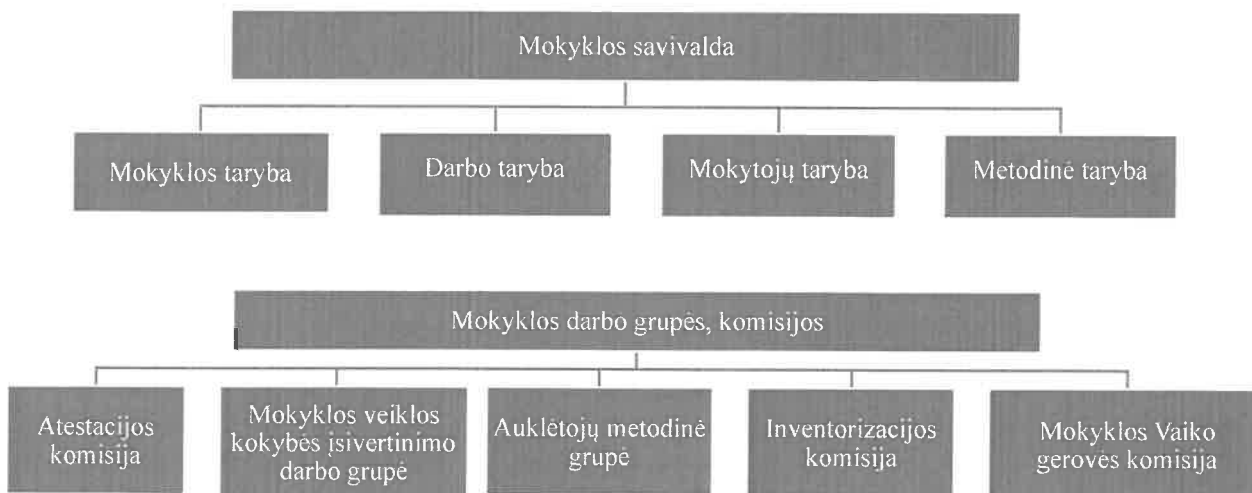 Mokyklos savivalda
Mokyklos taryba
Darbo taryba
Mokytojų taryba
Metodinė taryba
Mokyklos darbo grupės, komisijos
Atestacijos
komisija
Mokyklos veiklos
kokybės įsivertinimo
darbo grupė
Auklėtojų metodinė
grupė
Inventorizacijos
komisija
Mokyklos Vaiko
gerovės komisija